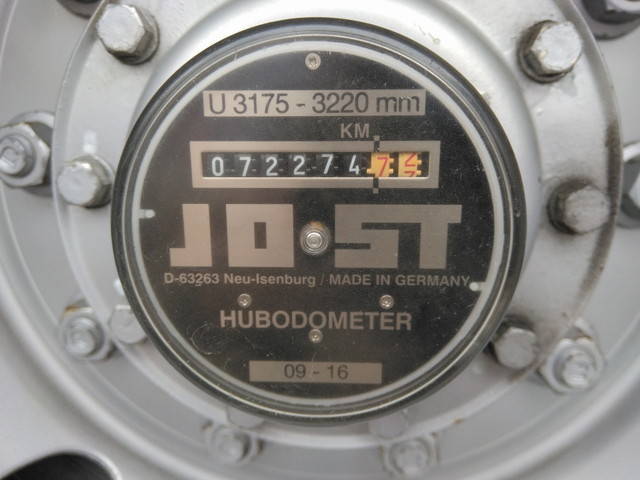 U 3175 - 3220 mm
KM
0722747
JOST
D-63263 Neu-Isenburg / MADE IN GERMANY
HUBODOMETER
09 - 16